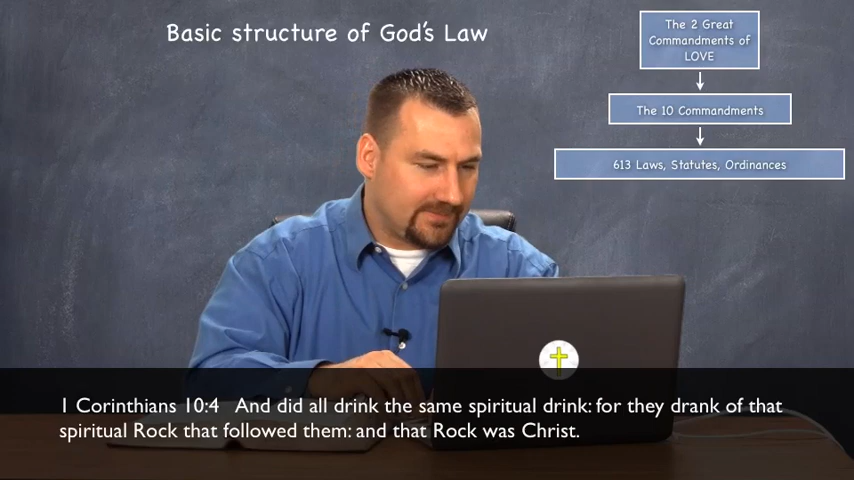 Basic structure of God's Law
The 2 Great
Commandments of
LOVE
The 10 Commandments
613 Laws, Statutes, Ordinances
1 Corinthians 10:4 And did all drink the same spiritual drink: for they drank of that
spiritual Rock that followed them: and that Rock was Christ.